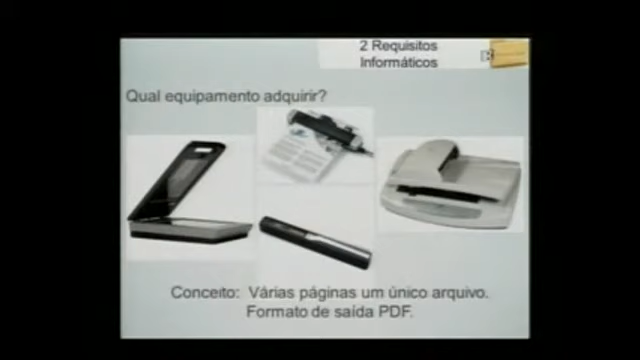 2 Requisitos
Informáticos
Qual equipamento adquirir?
Conceito: Várias páginas um único arquivo.
Formato de saída PDF.